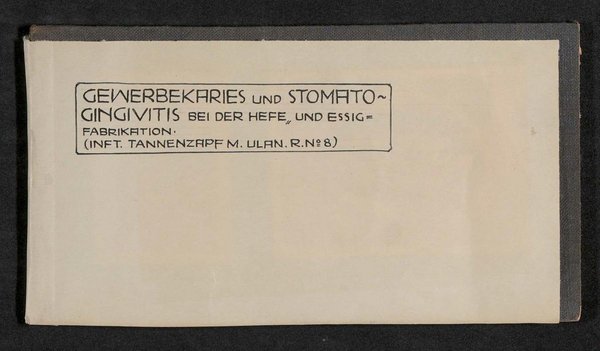 GEWERBEKARIES UND STOMATO~
GINGIVITIS BEI DER HEFE„ UND ESSIG=
FABRIKATION.
(INFT. TANNENZAPF M. ULAN. R. Nº 8)